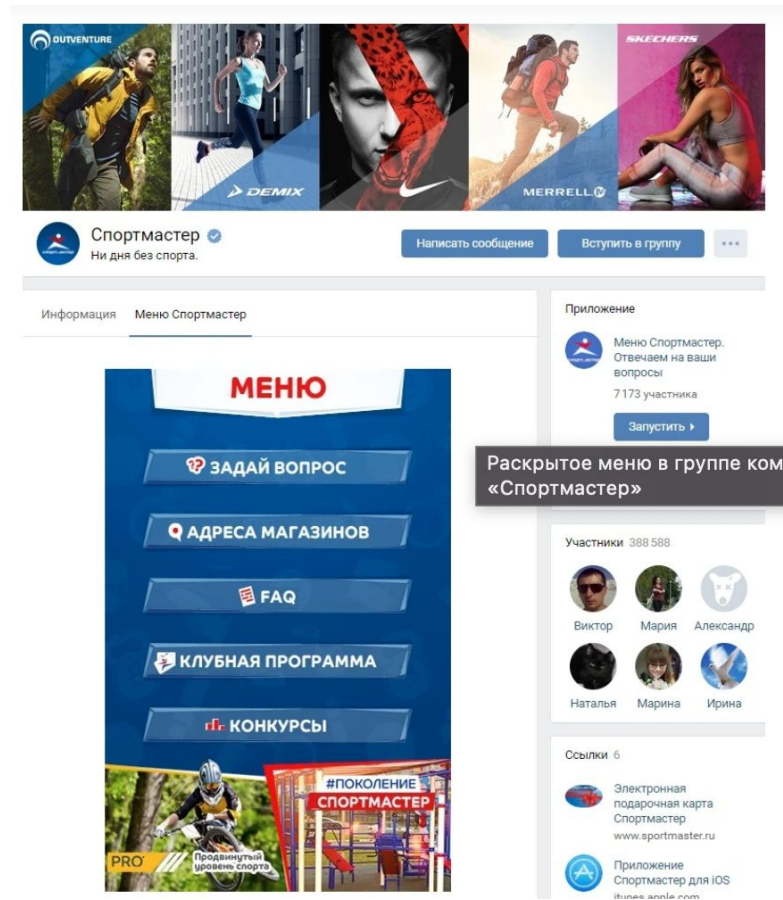 OUTVENTURE
DEMIX
MERRELL
SKECHERS
Спортмастер
Ни дня без спорта.
Написать сообщение
Вступить в группу
Информация
Меню Спортмастер
МЕНЮ
ЗАДАЙ ВОПРОС
АДРЕСА МАГАЗИНОВ
FAQ
КЛУБНАЯ ПРОГРАММА
КОНКУРСЫ
#ПОКОЛЕНИЕ
СПОРТМАСТЕР
PRO
Продвинутый
уровень спорта
Приложение
Меню Спортмастер.
Отвечаем на ваши
вопросы
7 173 участника
Запустить
Раскрытое меню в группе ком
«Спортмастер»
Участники 388 588
Виктор
Мария
Александр
Наталья
Марина
Ирина
Ссылки 6
Электронная
подарочная карта
Спортмастер
www.sportmaster.ru
Приложение
Спортмастер для iOS
itunes.apple.com